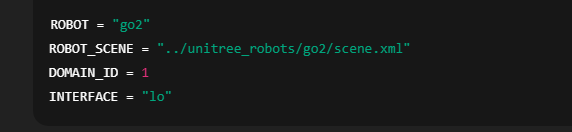 ROBOT = "go2"
ROBOT_SCENE = "../unitree_robots/go2/scene.xml"
DOMAIN_ID = 1
INTERFACE = "lo"